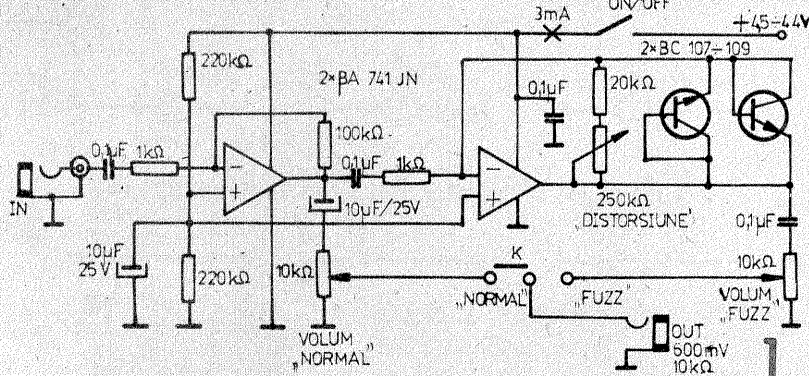 ON/OFF
3mA
+4,5÷44V
2×BC 107÷109
220kΩ
2×βA 741 JN
0,1µF
20kΩ
100kΩ
0,1µF
1kΩ
0,1µF
1kΩ
−
+
−
+
IN
10µF/25V
250kΩ
„DISTORSIUNE"
0,1µF
10µF
25V
220kΩ
10kΩ
K
„NORMAL"
„FUZZ"
10kΩ
VOLUM
„FUZZ
VOLUM
„NORMAL"
OUT
600mV
10kΩ
1